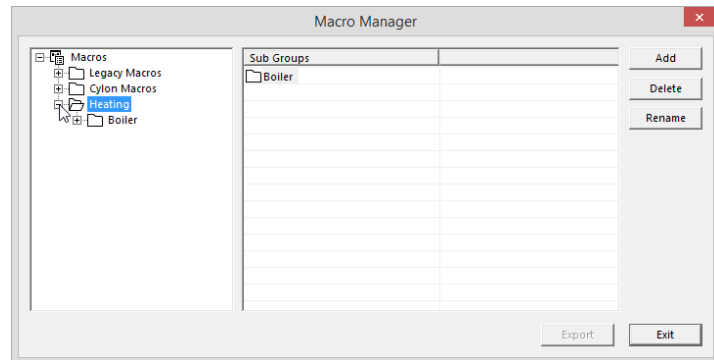 Macro Manager
Macros
Legacy Macros
Cylon Macros
Heating
Boiler
Sub Groups
Boiler
Add
Delete
Rename
Export
Exit